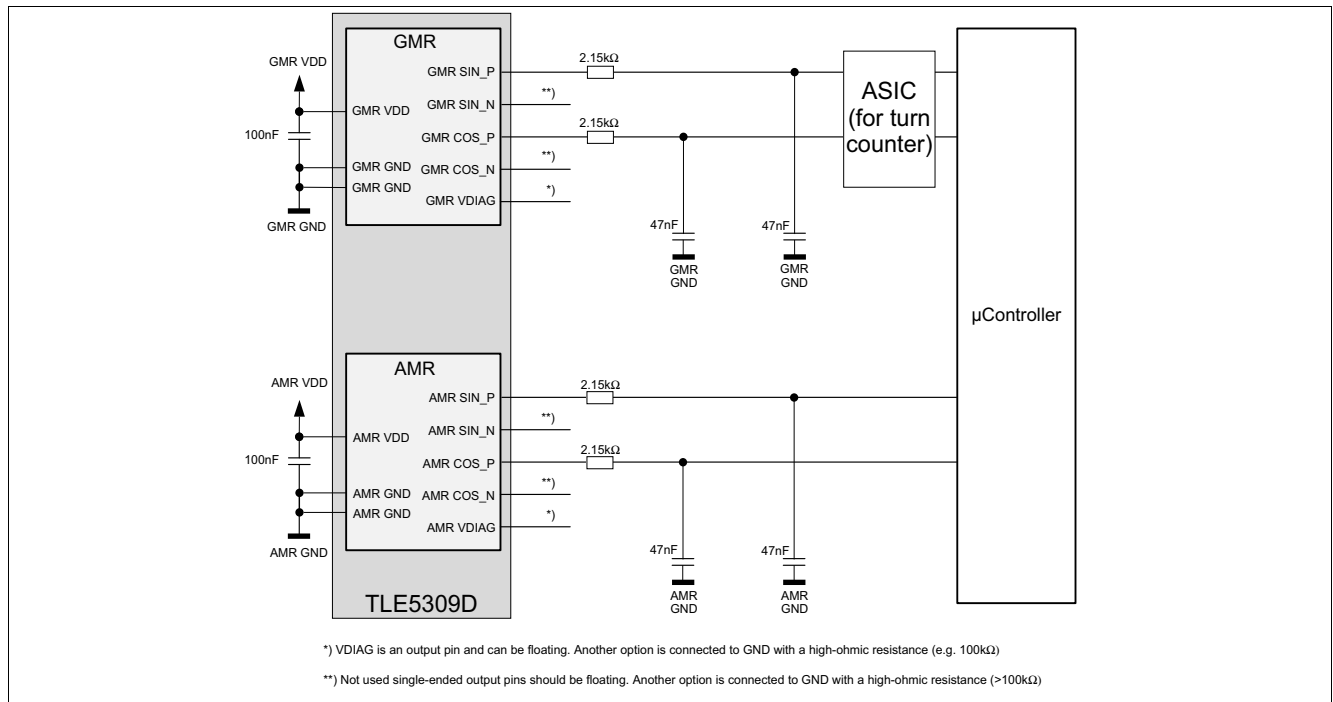 GMR
GMR VDD
2.15kΩ
GMR SIN_P
**)
GMR SIN_N
GMR VDD
ASIC
(for turn
counter)
100nF
2.15kΩ
GMR COS_P
**)
GMR GND
GMR COS_N
GMR GND
*)
GMR VDIAG
GMR GND
47nF
47nF
GMR
GND
GMR
GND
µController
AMR
AMR VDD
2.15kΩ
AMR SIN_P
**)
AMR SIN_N
AMR VDD
2.15kΩ
100nF
AMR COS_P
**)
AMR GND
AMR COS_N
AMR GND
*)
AMR VDIAG
AMR GND
47nF
47nF
AMR
GND
AMR
GND
TLE5309D
*) VDIAG is an output pin and can be floating. Another option is connected to GND with a high-ohmic resistance (e.g. 100kΩ)
**) Not used single-ended output pins should be floating. Another option is connected to GND with a high-ohmic resistance (>100kΩ)